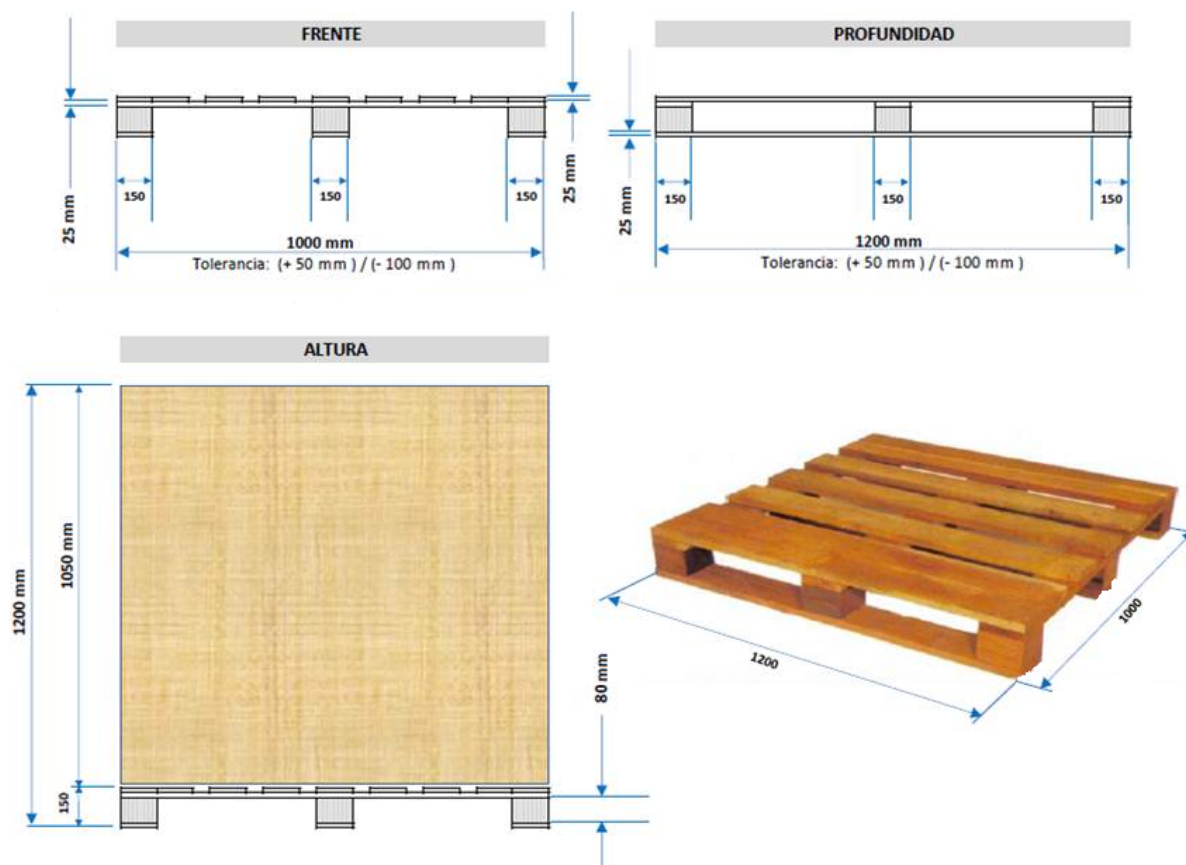 FRENTE
25 mm
150
150
150
25 mm
1000 mm
Tolerancia: (+ 50 mm ) / (- 100 mm )
PROFUNDIDAD
25 mm
150
150
150
1200 mm
Tolerancia: (+ 50 mm ) / (- 100 mm )
ALTURA
1200 mm
1050 mm
150
80 mm
1200
1000